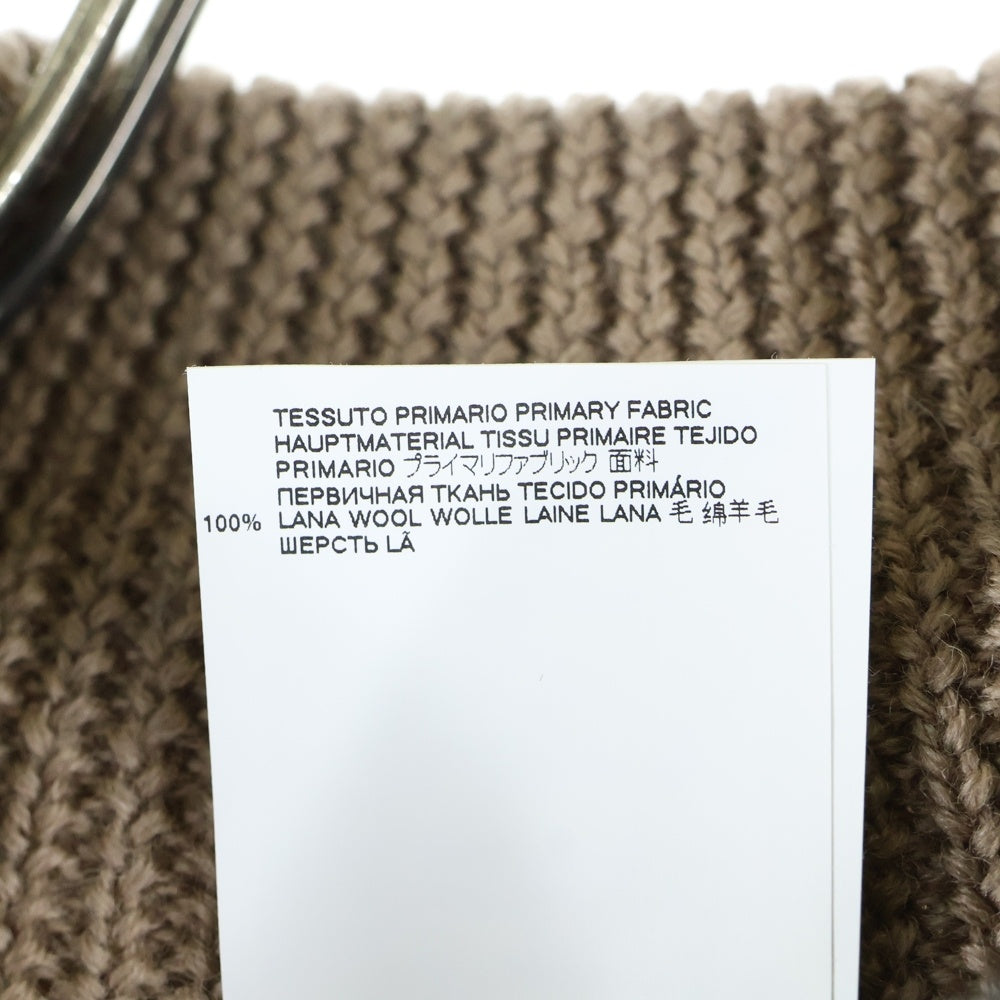 TESSUTO PRIMARIO PRIMARY FABRIC
HAUPTMATERIAL TISSU PRIMAIRE TEJIDO
PRIMARIO プライマリファブリック 面料
ПЕРВИЧНАЯ ТКАНЬ TECIDO PRIMÁRIO
100% LANA WOOL WOLLE LAINE LANA 毛 绵羊毛
ШЕРСТЬ LÃ